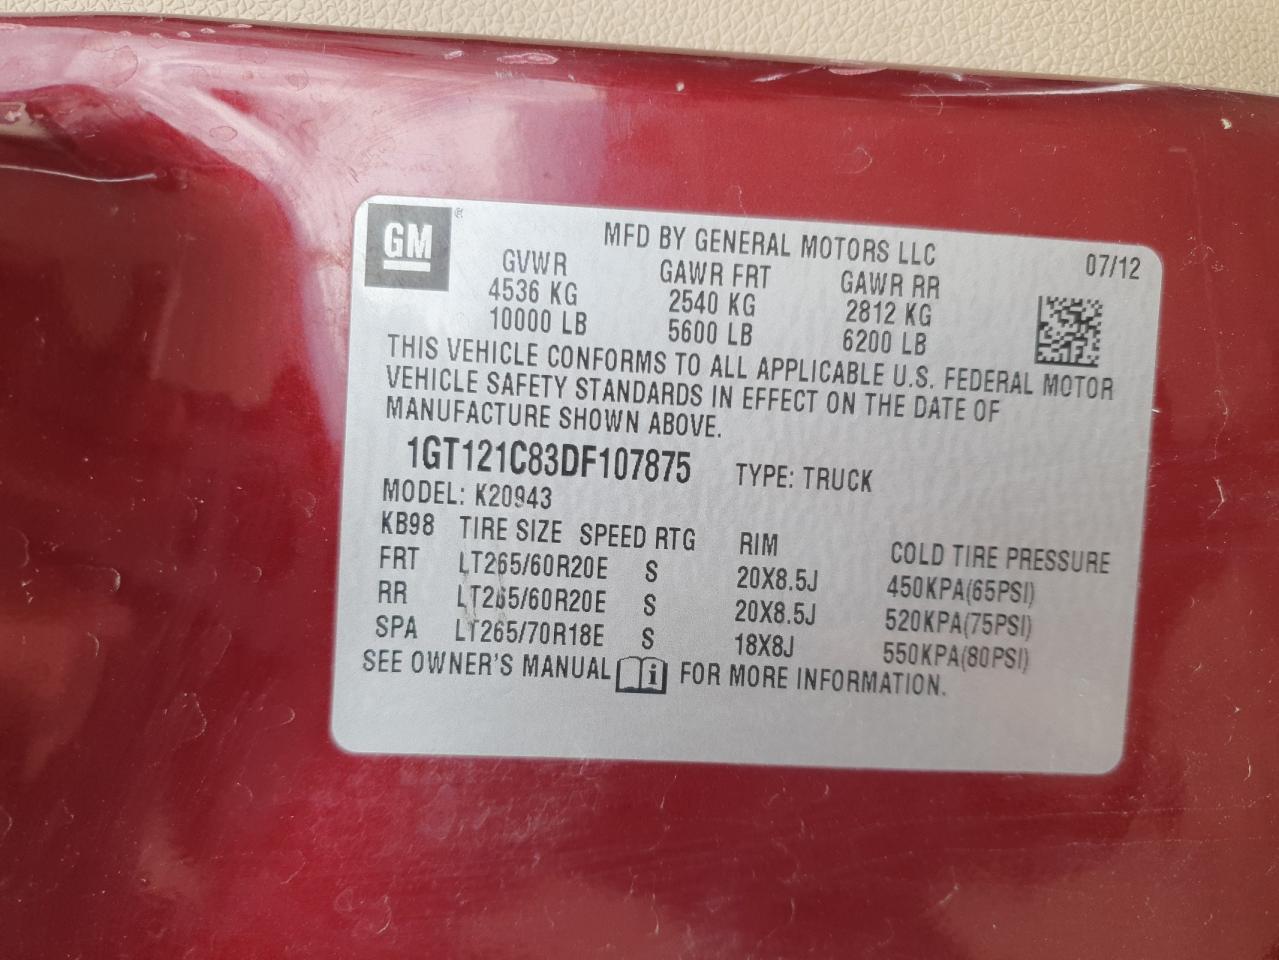 GM ®
MFD BY GENERAL MOTORS LLC
07/12
GVWR GAWR FRT GAWR RR
4536 KG 2540 KG 2812 KG
10000 LB 5600 LB 6200 LB
THIS VEHICLE CONFORMS TO ALL APPLICABLE U.S. FEDERAL MOTOR
VEHICLE SAFETY STANDARDS IN EFFECT ON THE DATE OF
MANUFACTURE SHOWN ABOVE.
1GT121C83DF107875 TYPE: TRUCK
MODEL: K20943
KB98 TIRE SIZE SPEED RTG RIM COLD TIRE PRESSURE
FRT LT265/60R20E S 20X8.5J 450KPA(65PSI)
RR LT265/60R20E S 20X8.5J 520KPA(75PSI)
SPA LT265/70R18E S 18X8J 550KPA(80PSI)
SEE OWNER'S MANUAL FOR MORE INFORMATION.